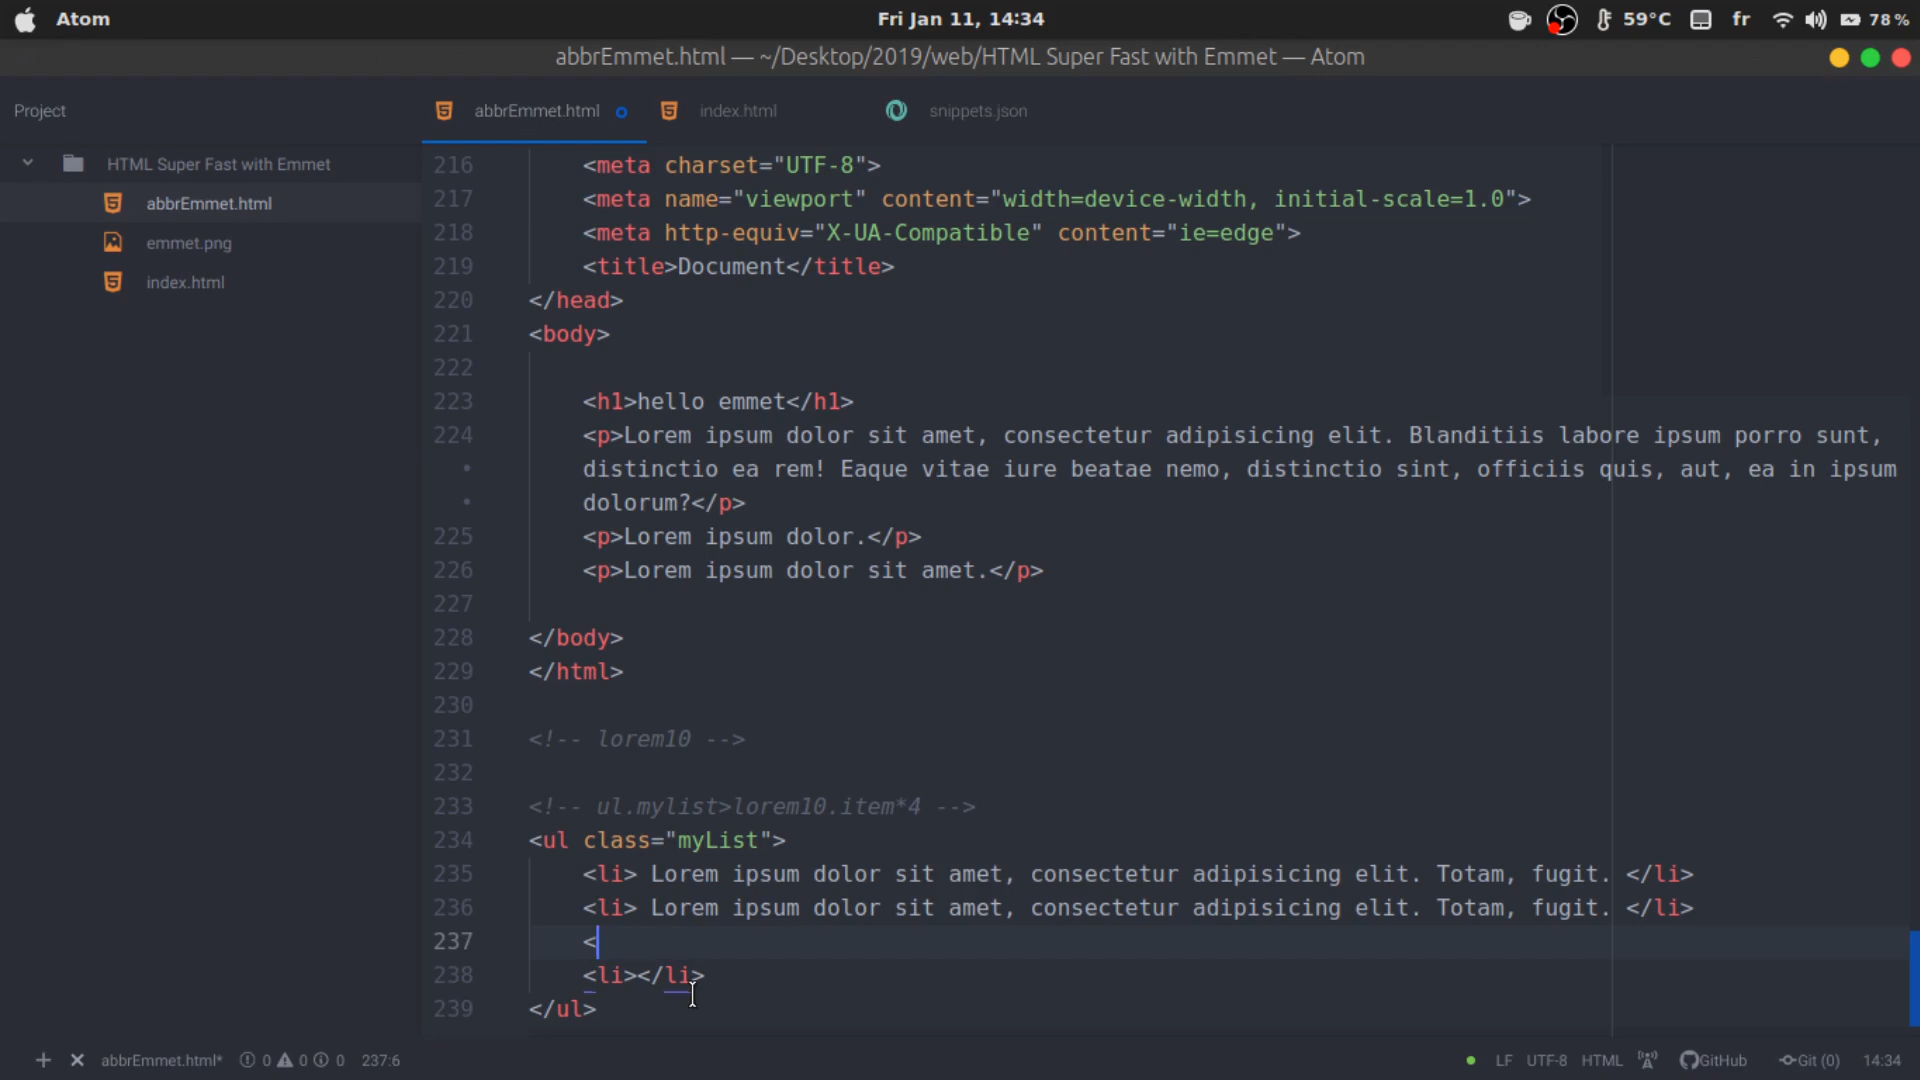 Atom
Fri Jan 11, 14:34
59°C
fr
78 %
abbrEmmet.html — ~/Desktop/2019/web/HTML Super Fast with Emmet — Atom
Project
abbrEmmet.html
index.html
snippets.json
HTML Super Fast with Emmet
abbrEmmet.html
emmet.png
index.html
216 <meta charset="UTF-8">
217 <meta name="viewport" content="width=device-width, initial-scale=1.0">
218 <meta http-equiv="X-UA-Compatible" content="ie=edge">
219 <title>Document</title>
220 </head>
221 <body>
222
223 <h1>hello emmet</h1>
224 <p>Lorem ipsum dolor sit amet, consectetur adipisicing elit. Blanditiis labore ipsum porro sunt,
• distinctio ea rem! Eaque vitae iure beatae nemo, distinctio sint, officiis quis, aut, ea in ipsum
• dolorum?</p>
225 <p>Lorem ipsum dolor.</p>
226 <p>Lorem ipsum dolor sit amet.</p>
227
228 </body>
229 </html>
230
231 <!-- lorem10 -->
232
233 <!-- ul.mylist>lorem10.item*4 -->
234 <ul class="myList">
235 <li> Lorem ipsum dolor sit amet, consectetur adipisicing elit. Totam, fugit. </li>
236 <li> Lorem ipsum dolor sit amet, consectetur adipisicing elit. Totam, fugit. </li>
237 <
238 <li></li>
239 </ul>
abbrEmmet.html* 0 0 0 237:6
LF UTF-8 HTML GitHub Git (0) 14:34